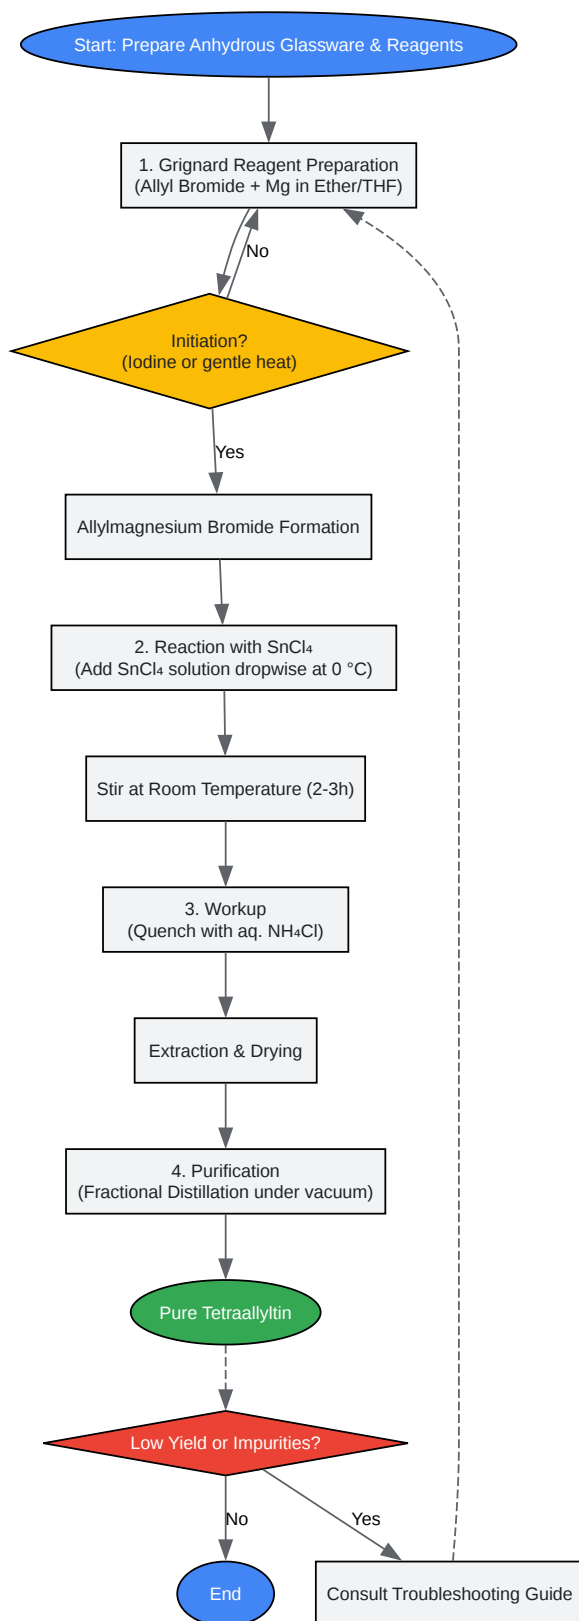 Start: Prepare Anhydrous Glassware & Reagents
1. Grignard Reagent Preparation
(Allyl Bromide + Mg in Ether/THF)
No
Initiation?
(Iodine or gentle heat)
Yes
Allylmagnesium Bromide Formation
2. Reaction with SnCl₄
(Add SnCl₄ solution dropwise at 0 °C)
Stir at Room Temperature (2-3h)
3. Workup
(Quench with aq. NH₄Cl)
Extraction & Drying
4. Purification
(Fractional Distillation under vacuum)
Pure Tetraallyltin
Low Yield or Impurities?
No
Yes
End
Consult Troubleshooting Guide